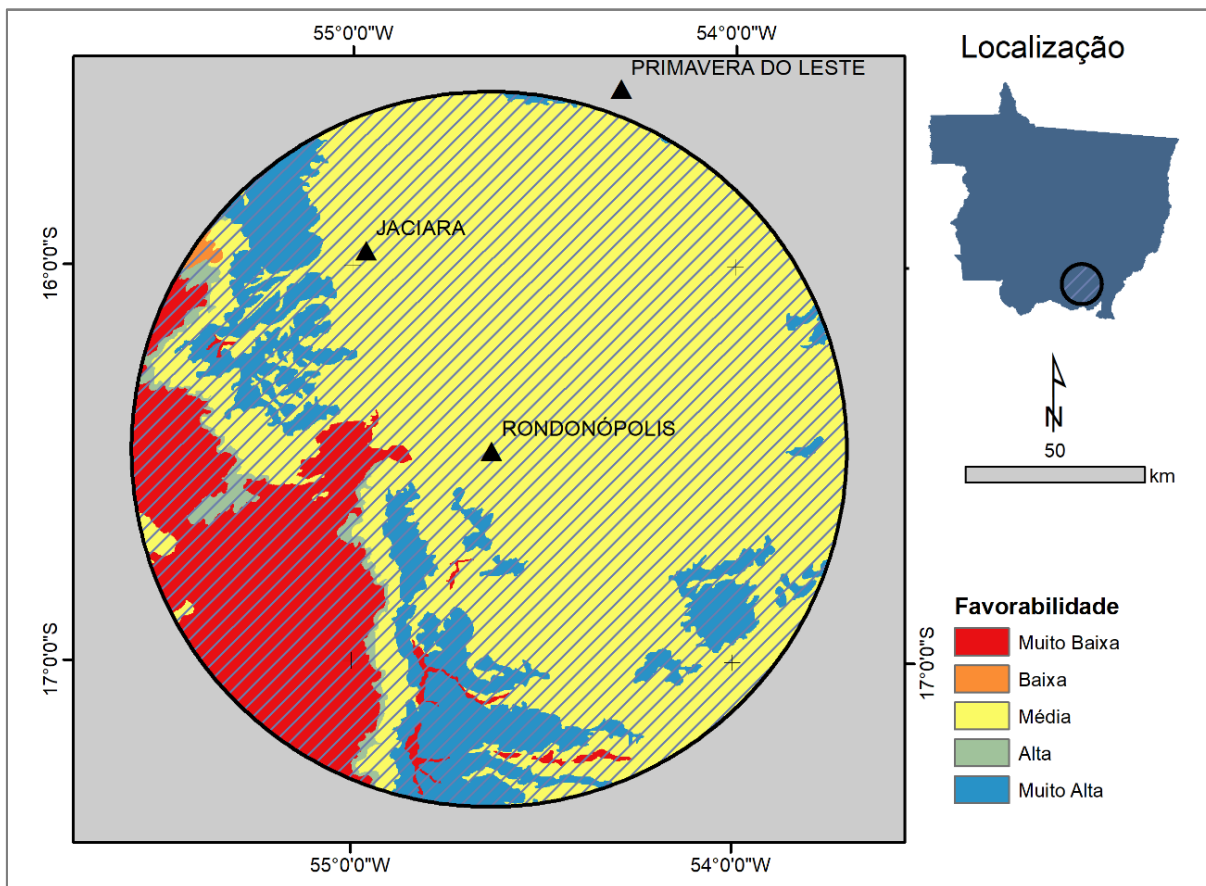 55°0'0"W
54°0'0"W
Localização
PRIMAVERA DO LESTE
JACIARA
16°0'0"S
RONDONÓPOLIS
N
50
km
Favorabilidade
Muito Baixa
Baixa
Média
Alta
Muito Alta
17°0'0"S
17°0'0"S
55°0'0"W
54°0'0"W